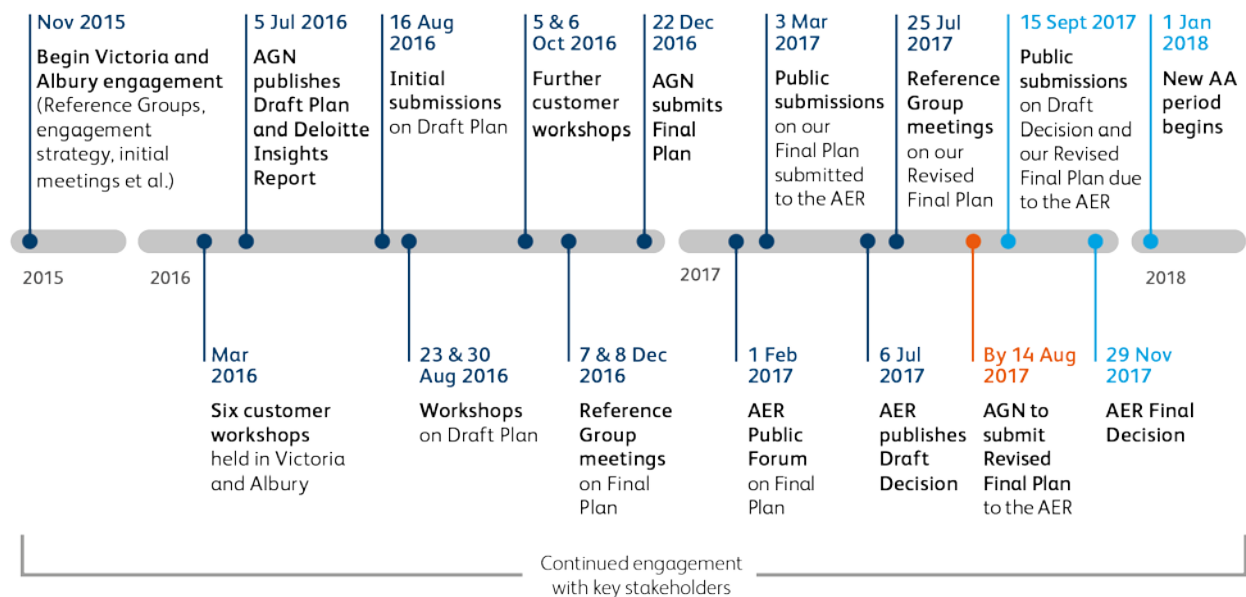 Nov 2015
Begin Victoria and
Albury engagement
(Reference Groups,
engagement
strategy, initial
meetings et al.)
5 Jul 2016
AGN
publishes
Draft Plan
and Deloitte
Insights
Report
16 Aug
2016
Initial
submissions
on Draft Plan
5 & 6
Oct 2016
Further
customer
workshops
22 Dec
2016
AGN
submits
Final
Plan
3 Mar
2017
Public
submissions
on our
Final Plan
submitted
to the AER
25 Jul
2017
Reference
Group
meetings
on our
Revised
Final Plan
15 Sept 2017
Public
submissions
on Draft
Decision and
our Revised
Final Plan due
to the AER
1 Jan
2018
New AA
period
begins
2015
2016
2017
2018
Mar
2016
Six customer
workshops
held in Victoria
and Albury
23 & 30
Aug 2016
Workshops
on Draft Plan
7 & 8 Dec
2016
Reference
Group
meetings
on Final
Plan
1 Feb
2017
AER
Public
Forum
on Final
Plan
6 Jul
2017
AER
publishes
Draft
Decision
By 14 Aug
2017
AGN to
submit
Revised
Final Plan
to the AER
29 Nov
2017
AER Final
Decision
Continued engagement
with key stakeholders